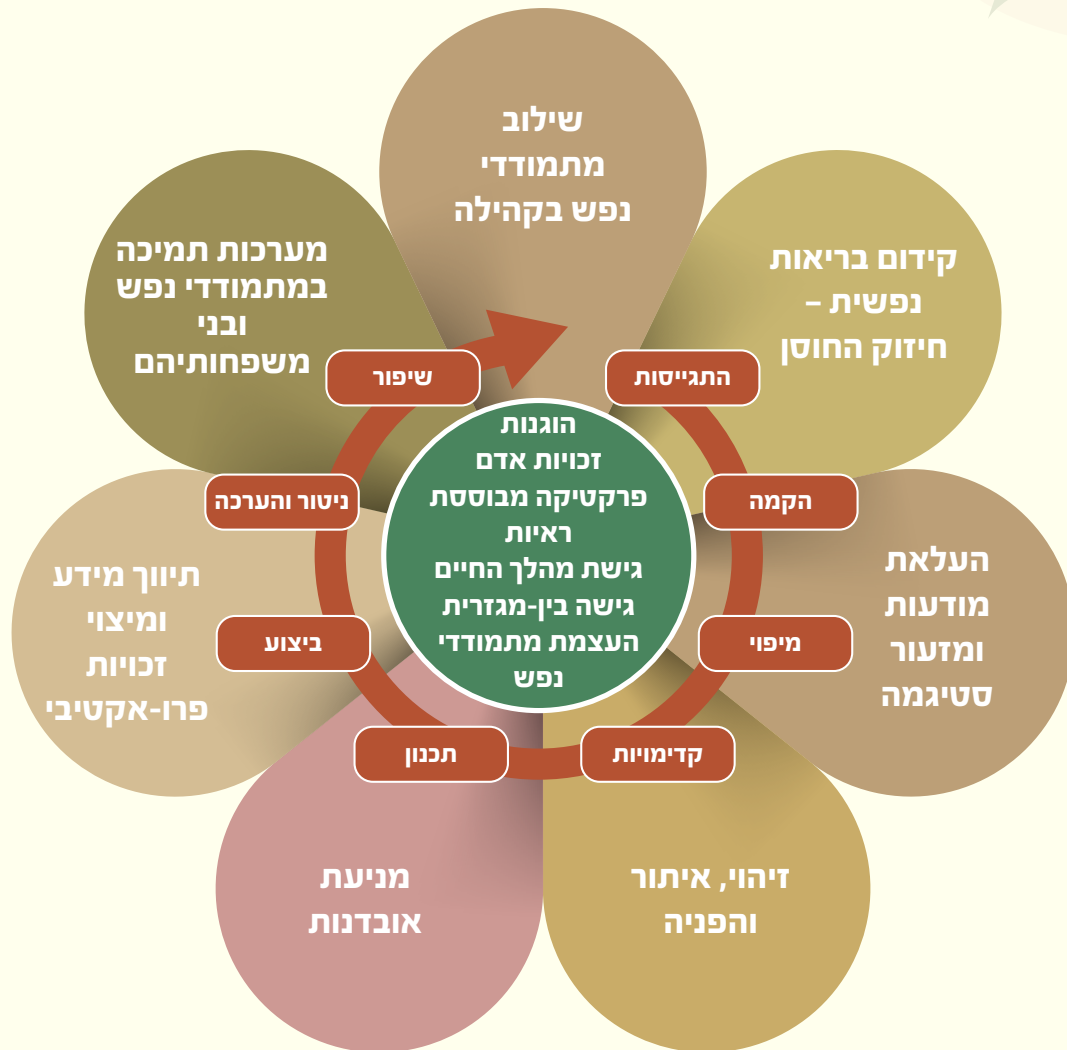 שילוב
מתמודדי
נפש בקהילה
קידום בריאות
נפשית –
חיזוק החוסן
העלאת
מודעות
ומזעור
סטיגמה
זיהוי, איתור
והפניה
מניעת
אובדנות
תיווך מידע
ומיצוי
זכויות
פרו-אקטיבי
מערכות תמיכה
במתמודדי נפש
ובני
משפחותיהם
התגייסות
הקמה
מיפוי
קדימויות
תכנון
ביצוע
ניטור והערכה
שיפור
הוגנות
זכויות אדם
פרקטיקה מבוססת
ראיות
גישת מהלך החיים
גישה בין-מגזרית
העצמת מתמודדי
נפש